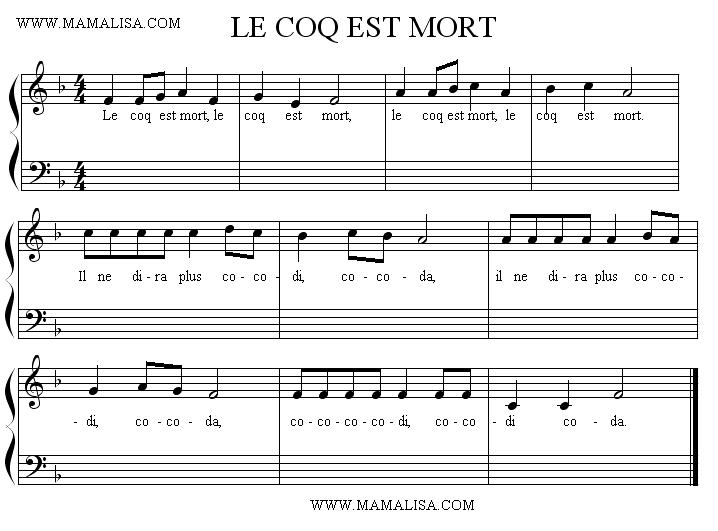 WWW.MAMALISA.COM
LE COQ EST MORT
Le coq est mort, le coq est mort, le coq est mort, le coq est mort.
Il ne di - ra plus co - co - di, co - co - da, il ne di - ra plus co - co -
- di, co - co - da, co - co - co - co - di, co - co - di co - da.
WWW.MAMALISA.COM